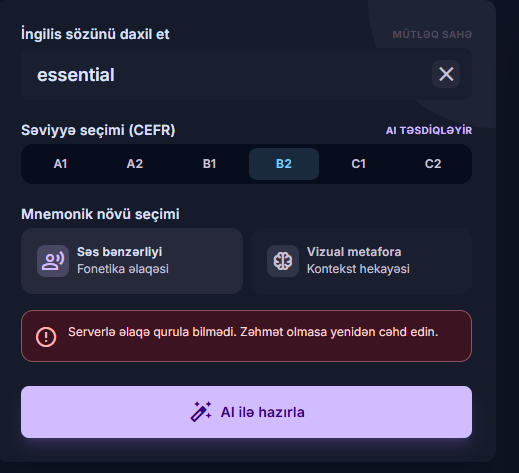 İngilis sözünü daxil et
MÜTLƏQ SAHƏ
essential
Səviyyə seçimi (CEFR)
AI TƏSDİQLƏYİR
A1
A2
B1
B2
C1
C2
Mnemonik növü seçimi
Səs bənzərliyi
Fonetika əlaqəsi
Vizual metafora
Kontekst hekayəsi
Serverlə əlaqə qurula bilmədi. Zəhmət olmasa yenidən cəhd edin.
AI ilə hazırla